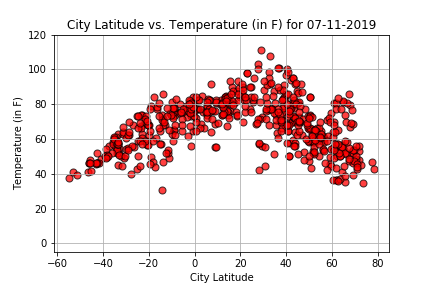 City Latitude vs. Temperature (in F) for 07-11-2019
120
100
80
60
40
20
0
Temperature (in F)
−60 −40 −20 0 20 40 60 80
City Latitude